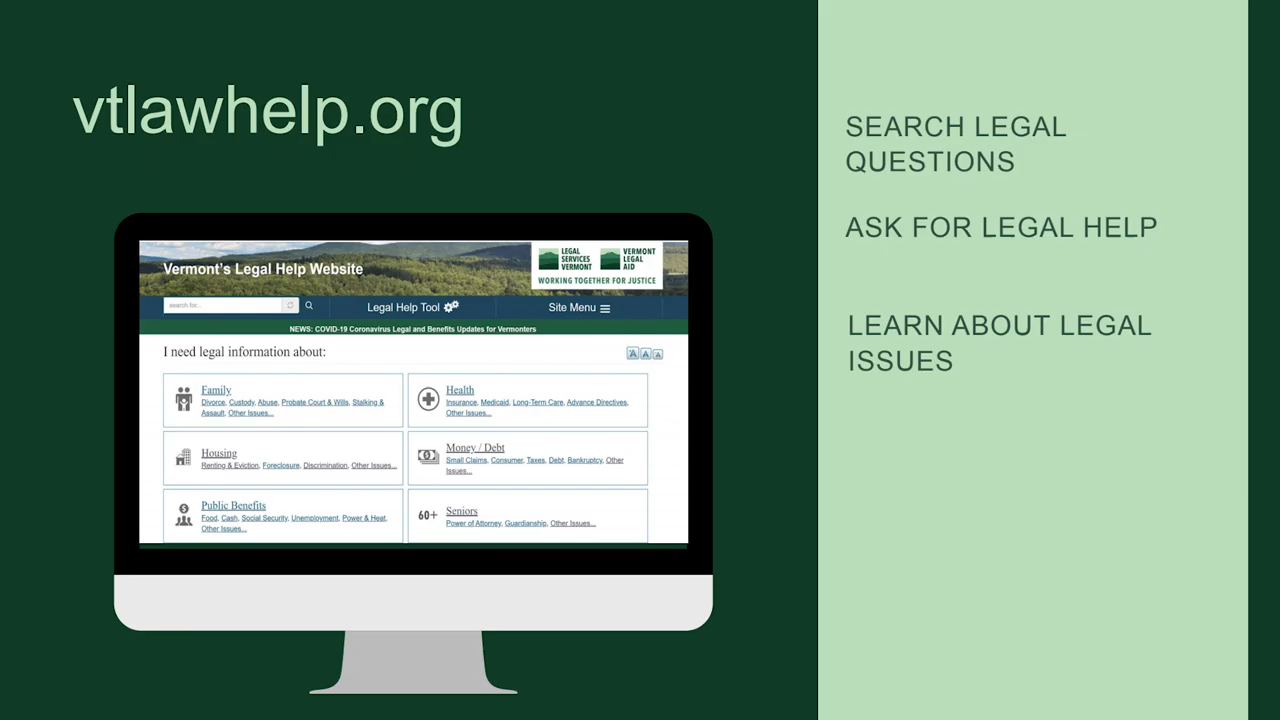 vtlawhelp.org
Vermont's Legal Help Website
LEGAL
SERVICES
VERMONT
VERMONT
LEGAL
AID
WORKING TOGETHER FOR JUSTICE
search for...
Legal Help Tool
Site Menu
NEWS: COVID-19 Coronavirus Legal and Benefits Updates for Vermonters
I need legal information about:
A A A
Family
Divorce, Custody, Abuse, Probate Court & Wills, Stalking &
Assault, Other Issues...
Health
Insurance, Medicaid, Long-Term Care, Advance Directives,
Other Issues...
Housing
Renting & Eviction, Foreclosure, Discrimination, Other Issues...
Money / Debt
Small Claims, Consumer, Taxes, Debt, Bankruptcy, Other
Issues...
Public Benefits
Food, Cash, Social Security, Unemployment, Power & Heat,
Other Issues...
60+
Seniors
Power of Attorney, Guardianship, Other Issues...
SEARCH LEGAL
QUESTIONS
ASK FOR LEGAL HELP
LEARN ABOUT LEGAL
ISSUES